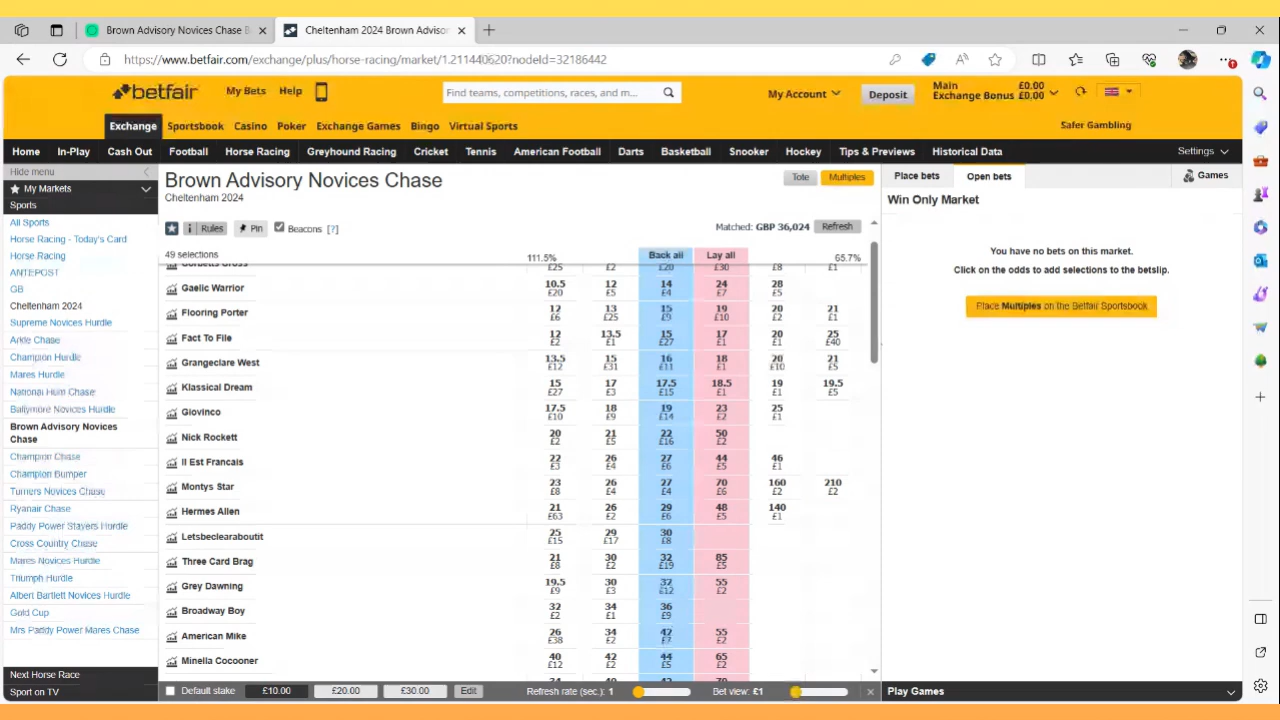 Brown Advisory Novices Chase B
Cheltenham 2024 Brown Adviso
https://www.betfair.com/exchange/plus/horse-racing/market/1.211440620?nodeId=32186442
betfair
My Bets
Help
Find teams, competitions, races, and m...
My Account
Deposit
Main £0.00
Exchange Bonus £0.00
Exchange
Sportsbook
Casino
Poker
Exchange Games
Bingo
Virtual Sports
Safer Gambling
Home
In-Play
Cash Out
Football
Horse Racing
Greyhound Racing
Cricket
Tennis
American Football
Darts
Basketball
Snooker
Hockey
Tips & Previews
Historical Data
Settings
Hide menu
My Markets
Sports
All Sports
Horse Racing - Today's Card
Horse Racing
ANTEPOST
GB
Cheltenham 2024
Supreme Novices Hurdle
Arkle Chase
Champion Hurdle
Mares Hurdle
National Hunt Chase
Ballymore Novices Hurdle
Brown Advisory Novices
Chase
Champion Chase
Champion Bumper
Turners Novices Chase
Ryanair Chase
Paddy Power Stayers Hurdle
Cross Country Chase
Mares Novices Hurdle
Triumph Hurdle
Albert Bartlett Novices Hurdle
Gold Cup
Mrs Paddy Power Mares Chase
Next Horse Race
Sport on TV
Brown Advisory Novices Chase
Cheltenham 2024
Tote
Multiples
Rules
Pin
Beacons [?]
Matched: GBP 36,024
Refresh
49 selections
111.5%
Back all
Lay all
65.7%
£25 £2 £20 £30 £8 £1
Gaelic Warrior 10.5 12 14 24 28
£20 £5 £4 £7 £5
Flooring Porter 12 13 15 19 20 21
£6 £25 £9 £10 £2 £1
Fact To File 12 13.5 15 17 20 25
£2 £1 £27 £1 £1 £40
Grangeclare West 13.5 15 16 18 20 21
£12 £31 £11 £1 £10 £5
Klassical Dream 15 17 17.5 18.5 19 19.5
£27 £3 £15 £1 £1 £5
Giovinco 17.5 18 19 23 25
£10 £9 £14 £2 £1
Nick Rockett 20 21 22 50
£2 £5 £16 £2
Il Est Francais 22 26 27 44 46
£3 £4 £6 £5 £1
Montys Star 23 26 27 70 160 210
£8 £4 £4 £6 £2 £2
Hermes Allen 21 26 29 48 140
£63 £2 £6 £5 £1
Letsbeclearaboutit 25 29 30
£15 £17 £8
Three Card Brag 21 30 32 85
£8 £2 £19 £5
Grey Dawning 19.5 30 32 55
£9 £3 £12 £2
Broadway Boy 32 34 36
£2 £1 £9
American Mike 26 34 42 55
£38 £2 £7 £2
Minella Cocooner 40 42 44 65
£12 £2 £5 £2
Default stake
£10.00
£20.00
£30.00
Edit
Refresh rate (sec.): 1
Bet view: £1
Place bets
Open bets
Games
Win Only Market
You have no bets on this market.
Click on the odds to add selections to the betslip.
Place Multiples on the Betfair Sportsbook
Play Games